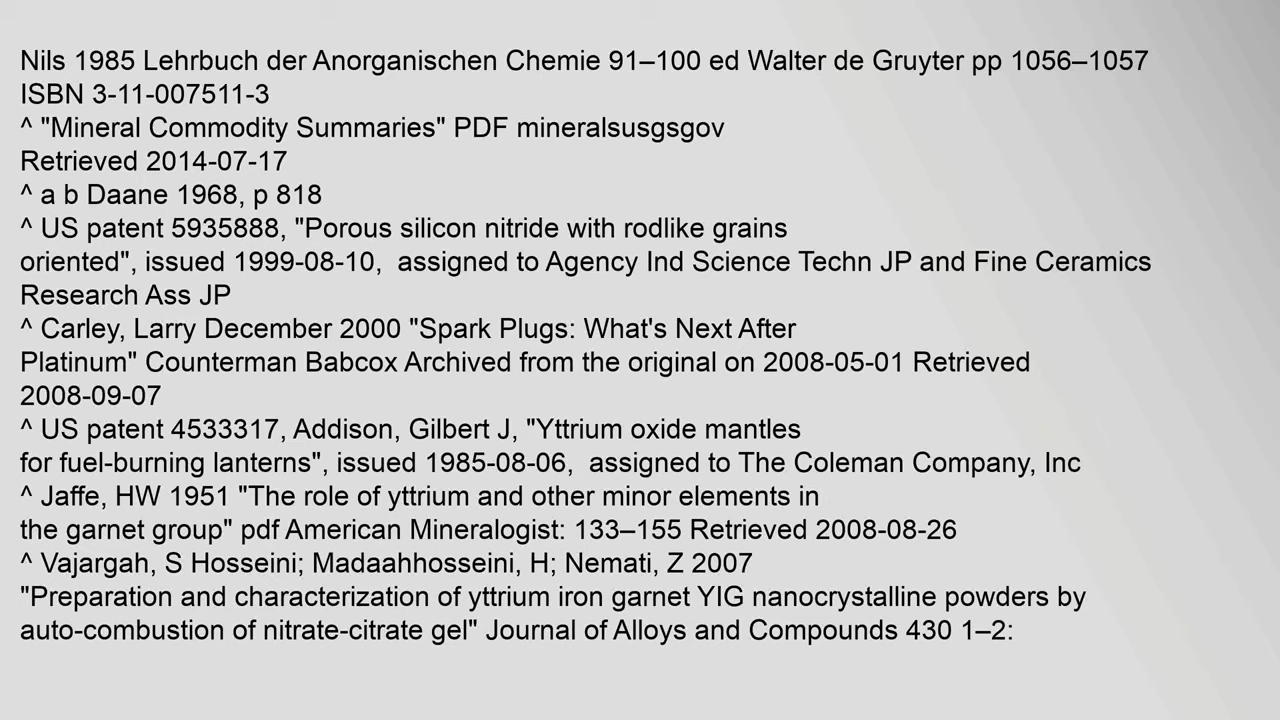 Nils 1985 Lehrbuch der Anorganischen Chemie 91–100 ed Walter de Gruyter pp 1056–1057
ISBN 3-11-007511-3
^ "Mineral Commodity Summaries" PDF mineralsusgsgov
Retrieved 2014-07-17
^ a b Daane 1968, p 818
^ US patent 5935888, "Porous silicon nitride with rodlike grains
oriented", issued 1999-08-10,  assigned to Agency Ind Science Techn JP and Fine Ceramics
Research Ass JP
^ Carley, Larry December 2000 "Spark Plugs: What's Next After
Platinum" Counterman Babcox Archived from the original on 2008-05-01 Retrieved
2008-09-07
^ US patent 4533317, Addison, Gilbert J, "Yttrium oxide mantles
for fuel-burning lanterns", issued 1985-08-06,  assigned to The Coleman Company, Inc
^ Jaffe, HW 1951 "The role of yttrium and other minor elements in
the garnet group" pdf American Mineralogist: 133–155 Retrieved 2008-08-26
^ Vajargah, S Hosseini; Madaahhosseini, H; Nemati, Z 2007
"Preparation and characterization of yttrium iron garnet YIG nanocrystalline powders by
auto-combustion of nitrate-citrate gel" Journal of Alloys and Compounds 430 1–2: